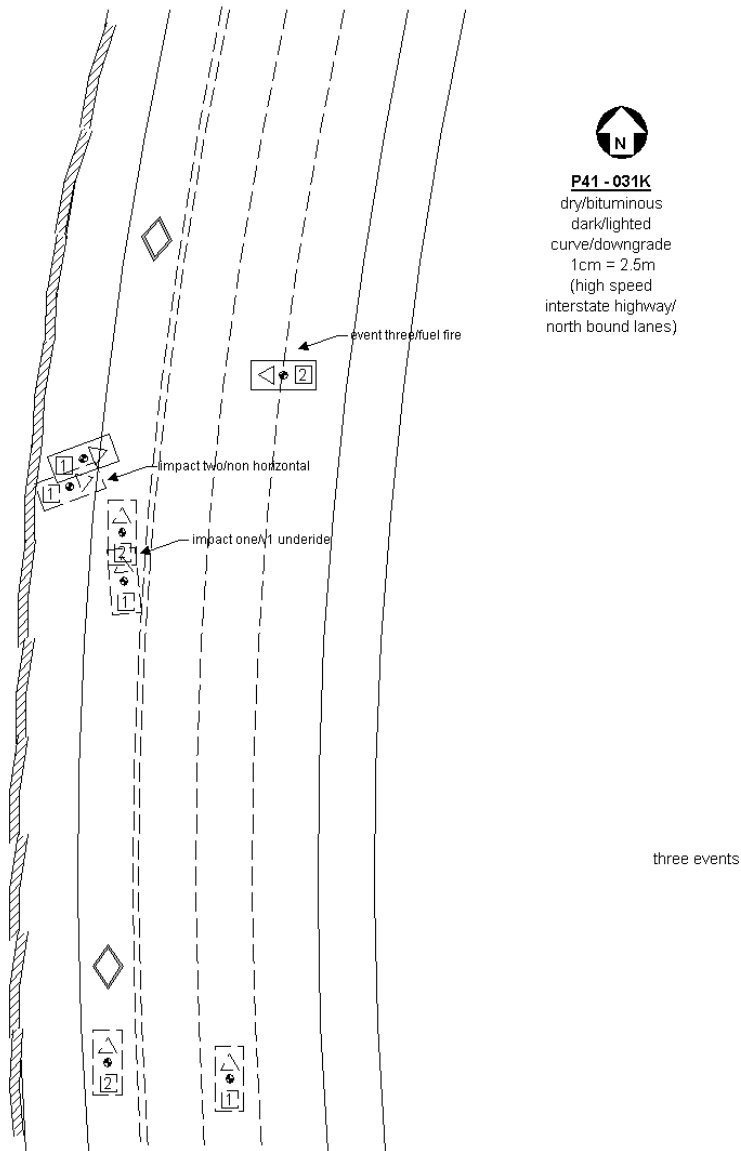 N
P41 - 031K
dry/bituminous
dark/lighted
curve/downgrade
1cm = 2.5m
(high speed
interstate highway/
north bound lanes)
event three/fuel fire
2
1
impact two/non horizontal
1
impact one/v1 underide
2
1
three events
2
1